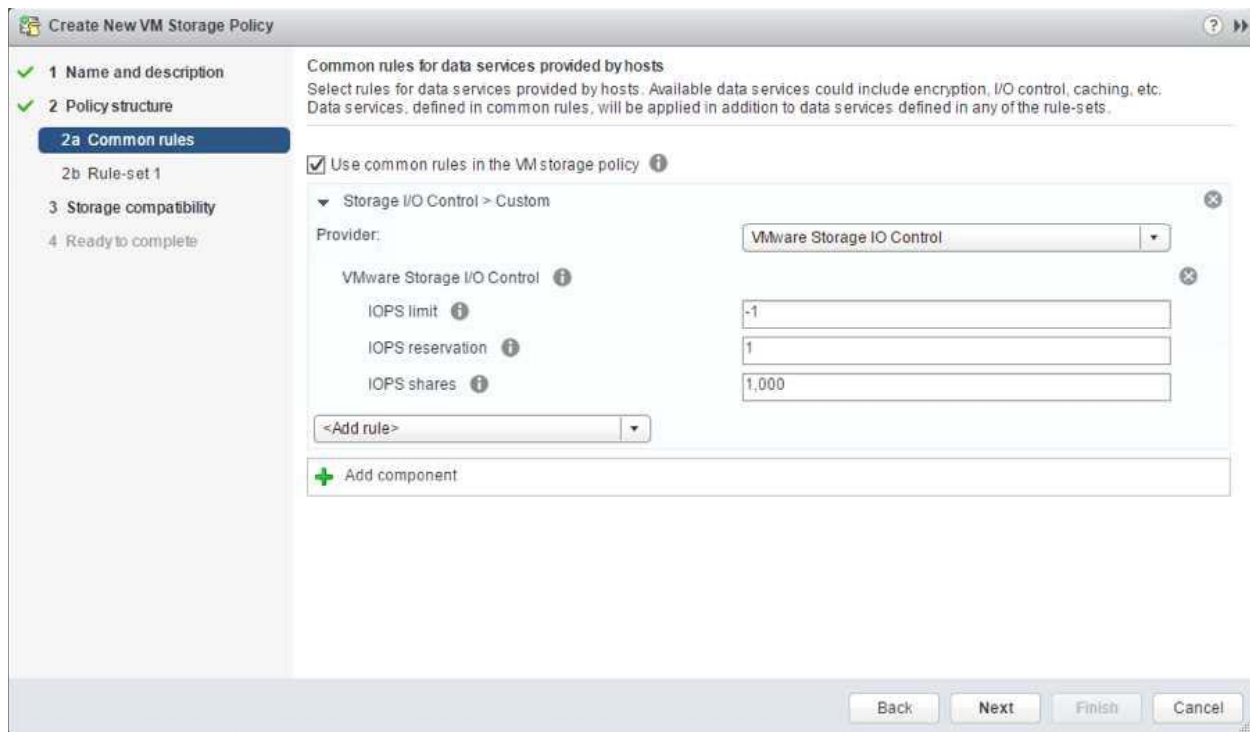 Create New VM Storage Policy
1 Name and description
2 Policy structure
2a Common rules
2b Rule-set 1
3 Storage compatibility
4 Ready to complete
Common rules for data services provided by hosts
Select rules for data services provided by hosts. Available data services could include encryption, I/O control, caching, etc.
Data services, defined in common rules, will be applied in addition to data services defined in any of the rule-sets.
Use common rules in the VM storage policy
Storage I/O Control > Custom
Provider: VMware Storage IO Control
VMware Storage I/O Control
IOPS limit -1
IOPS reservation 1
IOPS shares 1,000
<Add rule>
Add component
Back Next Finish Cancel